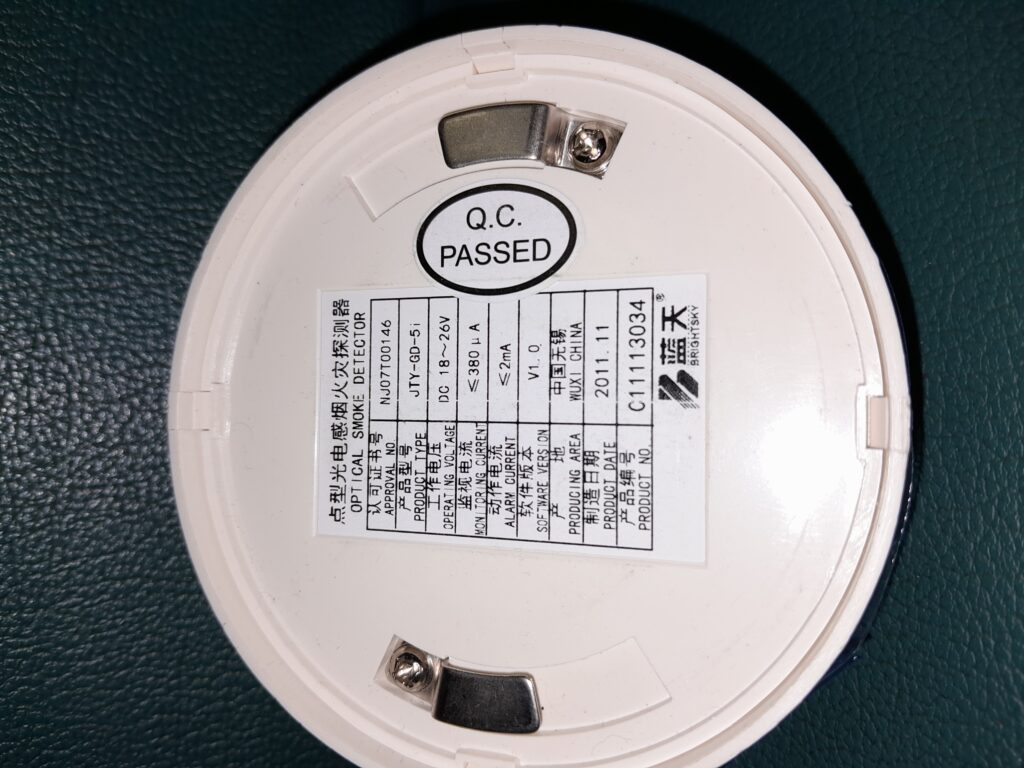 Q.C.
PASSED
点型光电感烟火灾探测器
OPTICAL SMOKE DETECTOR
认可证书号 NJ07T00146
APPROVAL NO
产品型号 JTY-GD-5i
PRODUCT TYPE
工作电压 DC 18~26V
OPERATING VOLTAGE
监视电流 ≤380μA
MONITORING CURRENT
动作电流 ≤2mA
ALARM CURRENT
软件版本 V1.0
SOFTWARE VERSION
产 地 中国无锡
PRODUCING AREA WUXI CHINA
制造日期 2011.11
PRODUCT DATE
产品编号 C11113034
PRODUCT NO.
蓝天®
BRIGHTSKY